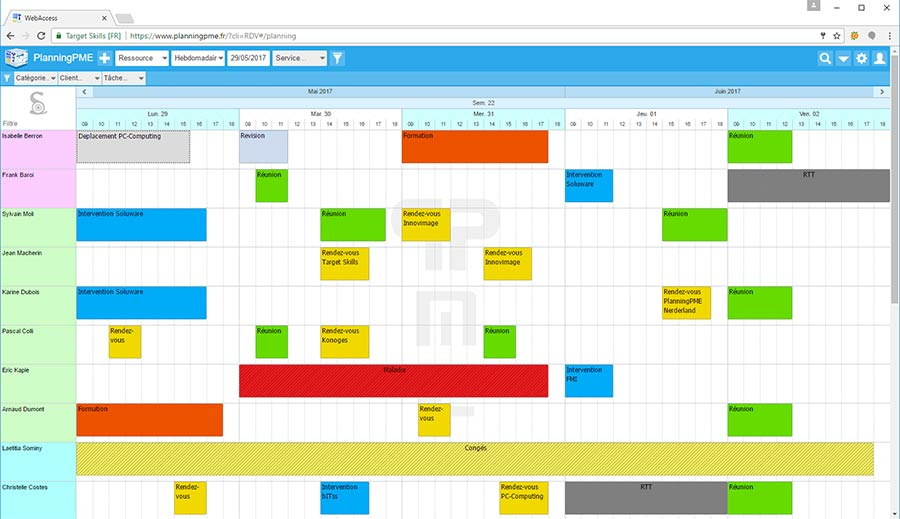 WebAccess
Target Skills [FR] https://www.planningpme.fr/?cli=RDV#/planning
PlanningPME Ressource Hebdomadair 29/05/2017 Service...
Catégorie... Client... Tâche...
Mai 2017 Juin 2017
Sem. 22
Lun. 29 Mar. 30 Mer. 31 Jeu. 01 Ven. 02
Filtre 09 10 11 12 13 14 15 16 17 18 09 10 11 12 13 14 15 16 17 18 09 10 11 12 13 14 15 16 17 18 09 10 11 12 13 14 15 16 17 18 09 10 11 12 13 14 15 16 17 18
Isabelle Berron Deplacement PC-Computing Revision Formation Réunion
Frank Baroi Réunion Intervention RTT
Soluware
Sylvain Moli Intervention Soluware Réunion Rendez-vous Réunion
Innovimage
Jean Macherin Rendez-vous Rendez-vous
Target Skills Innovimage
Karine Dubois Intervention Soluware Rendez-vous Réunion
PlanningPME
Nerderland
Pascal Colli Rendez- Réunion Rendez-vous Réunion
vous Konoges
Eric Kaple Maladie Intervention
FMI
Arnaud Dumont Formation Rendez- Réunion
vous
Laetitia Sominy Congés
Christelle Costes Rendez- Intervention Rendez-vous RTT Réunion
vous bITss PC-Computing